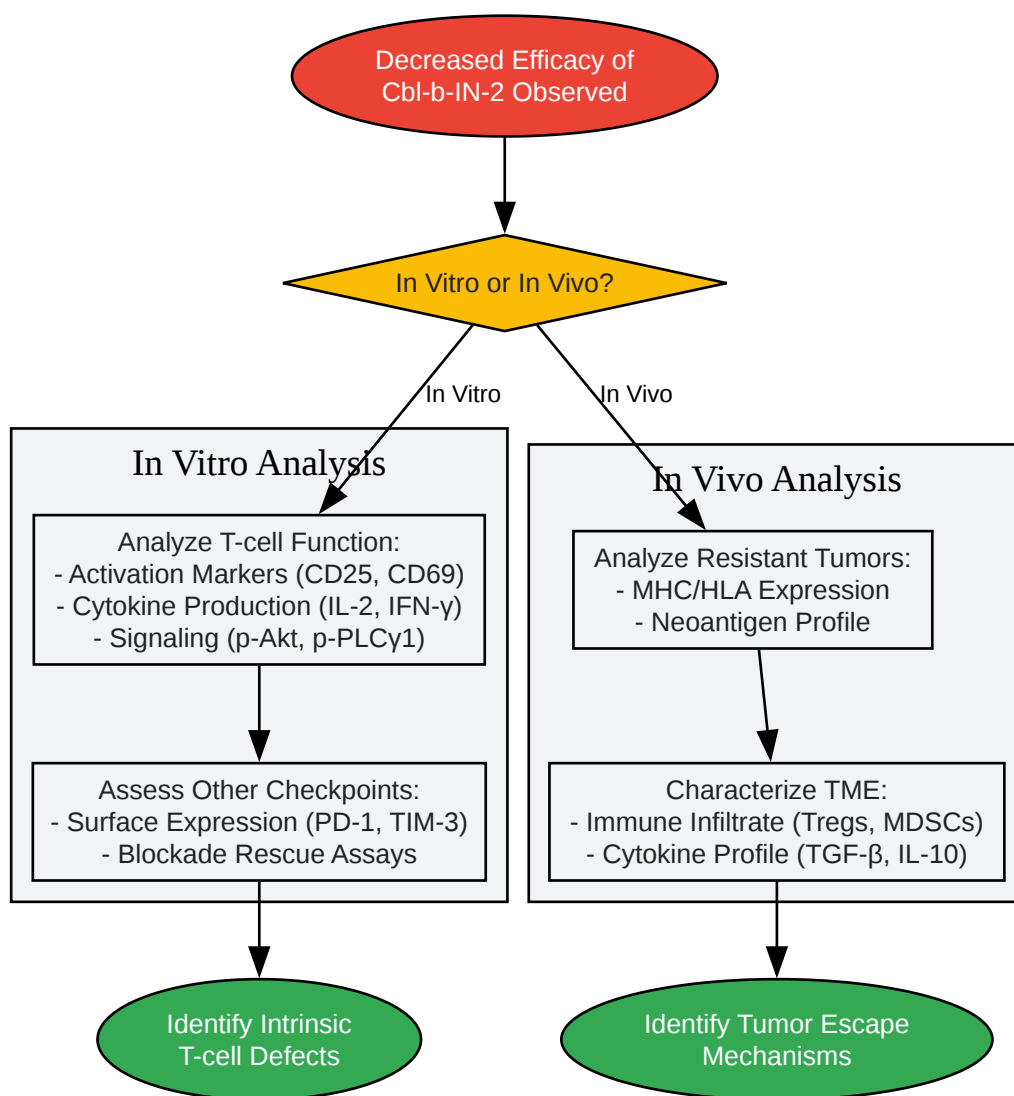 Decreased Efficacy of
Cbl-b-IN-2 Observed
In Vitro or In Vivo?
In Vitro
In Vivo
In Vitro Analysis
Analyze T-cell Function:
- Activation Markers (CD25, CD69)
- Cytokine Production (IL-2, IFN-γ)
- Signaling (p-Akt, p-PLCγ1)
Assess Other Checkpoints:
- Surface Expression (PD-1, TIM-3)
- Blockade Rescue Assays
Identify Intrinsic
T-cell Defects
In Vivo Analysis
Analyze Resistant Tumors:
- MHC/HLA Expression
- Neoantigen Profile
Characterize TME:
- Immune Infiltrate (Tregs, MDSCs)
- Cytokine Profile (TGF-β, IL-10)
Identify Tumor Escape
Mechanisms